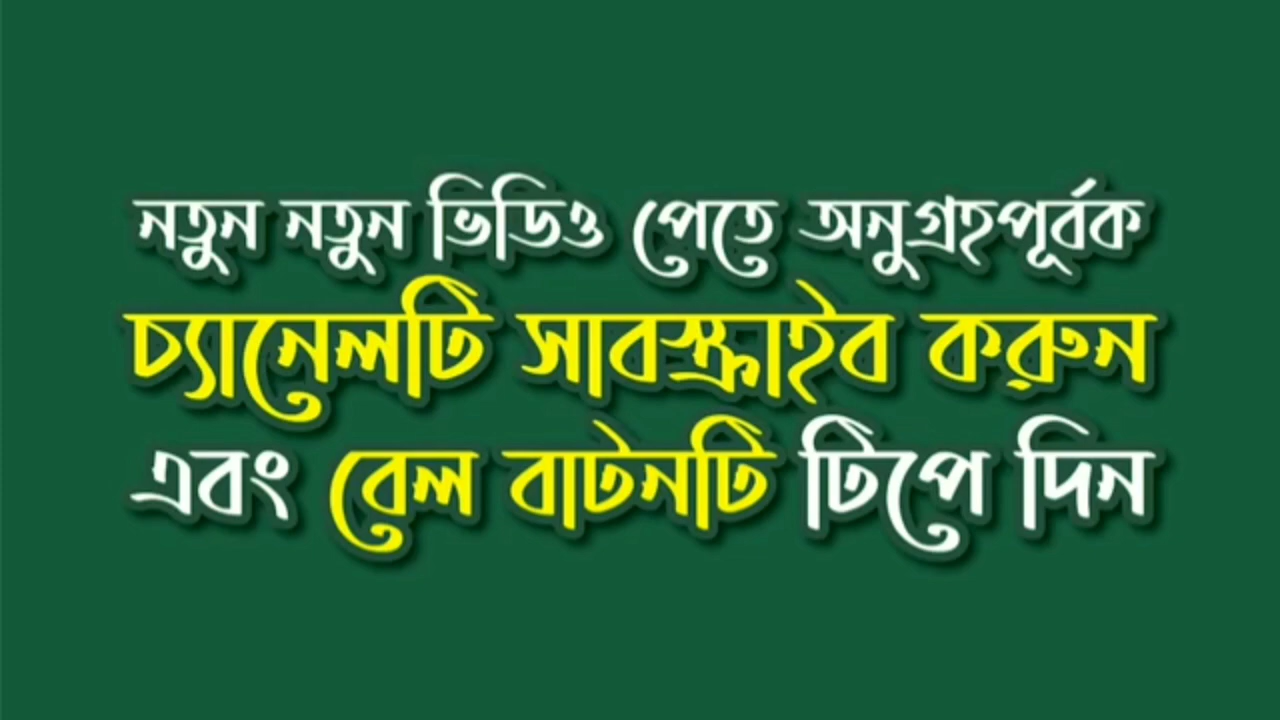 নতুন নতুন ভিডিও পেতে অনুগ্রহপূর্বক
চ্যানেলটি সাবস্ক্রাইব করুন
এবং বেল বাটনটি টিপে দিন